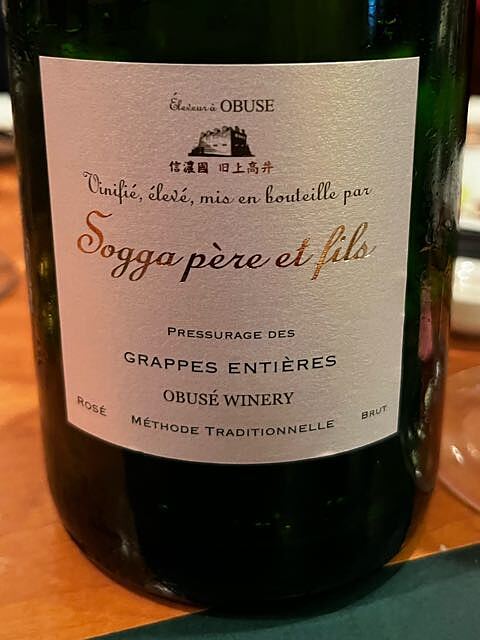 Éleveur à OBUSE
信濃國 旧上高井
Vinifié, élevé, mis en bouteille par
Sogga père et fils
PRESSURAGE DES
GRAPPES ENTIÈRES
OBUSÉ WINERY
ROSÉ MÉTHODE TRADITIONNELLE BRUT